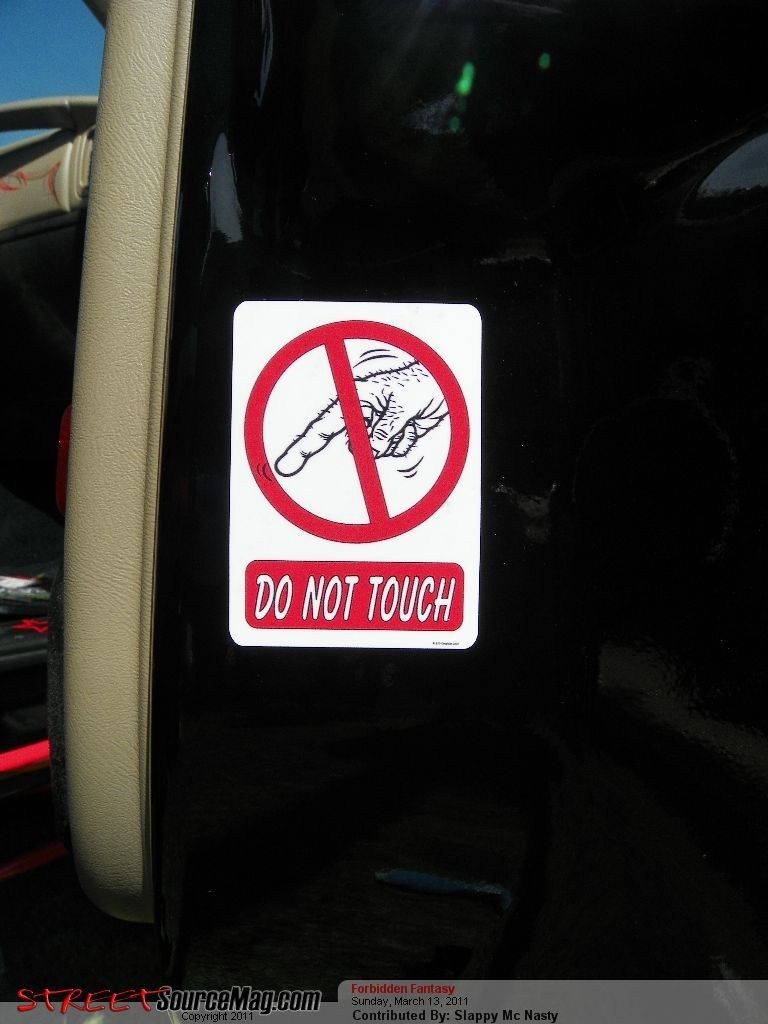 DO NOT TOUCH
STREETSourceMag.com
Copyright 2011
Forbidden Fantasy
Sunday, March 13, 2011
Contributed By: Slappy Mc Nasty